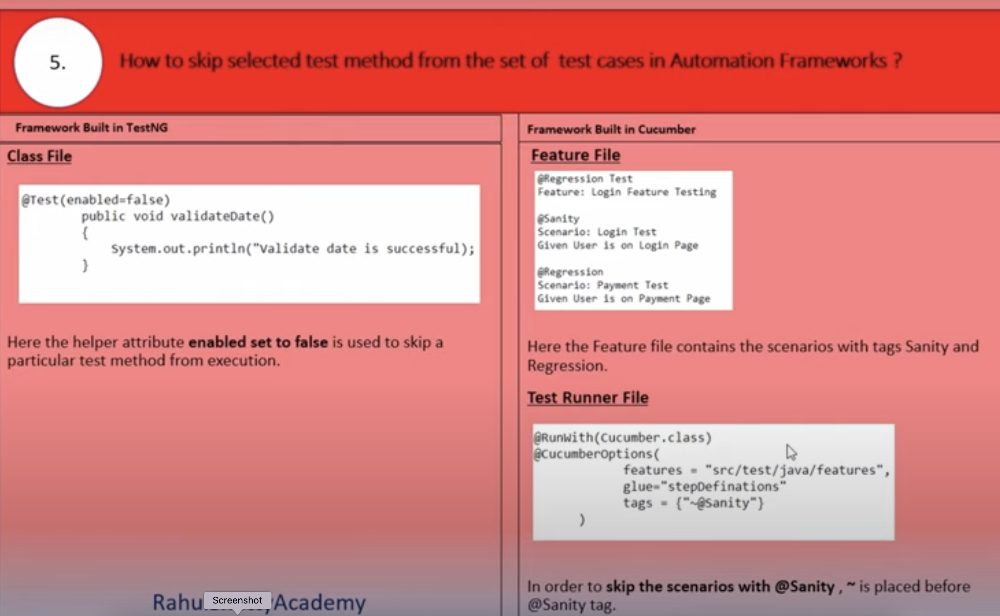 5.
How to skip selected test method from the set of test cases in Automation Frameworks ?
Framework Built in TestNG
Class File
@Test(enabled=false)
public void validateDate()
{
System.out.println("Validate date is successful);
}
Here the helper attribute enabled set to false is used to skip a
particular test method from execution.
Framework Built in Cucumber
Feature File
@Regression Test
Feature: Login Feature Testing
@Sanity
Scenario: Login Test
Given User is on Login Page
@Regression
Scenario: Payment Test
Given User is on Payment Page
Here the Feature file contains the scenarios with tags Sanity and
Regression.
Test Runner File
@RunWith(Cucumber.class)
@CucumberOptions(
features = "src/test/java/features",
glue="stepDefinations"
tags = {"~@Sanity"}
)
In order to skip the scenarios with @Sanity , ~ is placed before
@Sanity tag.
Screenshot